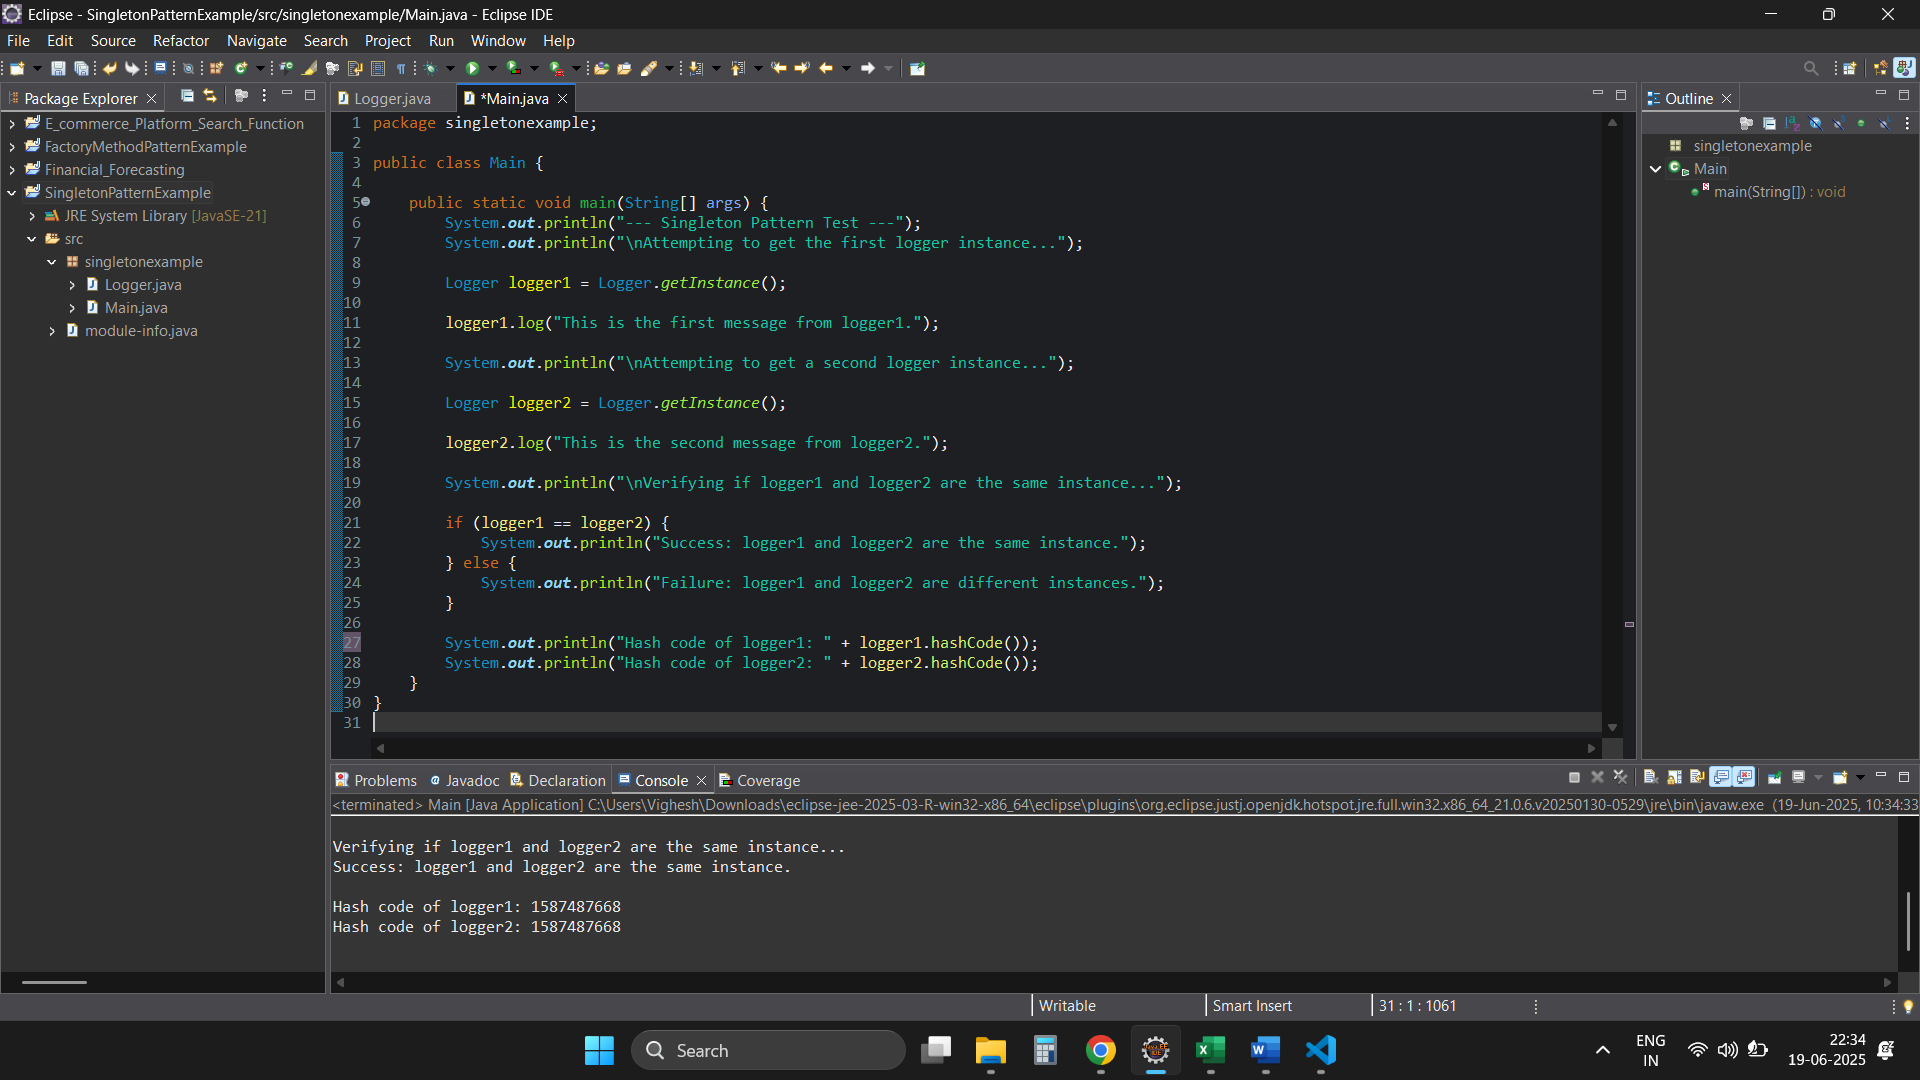 Eclipse - SingletonPatternExample/src/singletonexample/Main.java - Eclipse IDE
File Edit Source Refactor Navigate Search Project Run Window Help
Package Explorer
E_commerce_Platform_Search_Function
FactoryMethodPatternExample
Financial_Forecasting
SingletonPatternExample
JRE System Library [JavaSE-21]
src
singletonexample
Logger.java
Main.java
module-info.java
Logger.java *Main.java
1 package singletonexample;
2
3 public class Main {
4
5 public static void main(String[] args) {
6 System.out.println("--- Singleton Pattern Test ---");
7 System.out.println("\nAttempting to get the first logger instance...");
8
9 Logger logger1 = Logger.getInstance();
10
11 logger1.log("This is the first message from logger1.");
12
13 System.out.println("\nAttempting to get a second logger instance...");
14
15 Logger logger2 = Logger.getInstance();
16
17 logger2.log("This is the second message from logger2.");
18
19 System.out.println("\nVerifying if logger1 and logger2 are the same instance...");
20
21 if (logger1 == logger2) {
22 System.out.println("Success: logger1 and logger2 are the same instance.");
23 } else {
24 System.out.println("Failure: logger1 and logger2 are different instances.");
25 }
26
27 System.out.println("Hash code of logger1: " + logger1.hashCode());
28 System.out.println("Hash code of logger2: " + logger2.hashCode());
29 }
30 }
31
Outline
singletonexample
Main
main(String[]) : void
Problems Javadoc Declaration Console Coverage
<terminated> Main [Java Application] C:\Users\Vighesh\Downloads\eclipse-jee-2025-03-R-win32-x86_64\eclipse\plugins\org.eclipse.justj.openjdk.hotspot.jre.full.win32.x86_64_21.0.6.v20250130-0529\jre\bin\javaw.exe (19-Jun-2025, 10:34:33
Verifying if logger1 and logger2 are the same instance...
Success: logger1 and logger2 are the same instance.
Hash code of logger1: 1587487668
Hash code of logger2: 1587487668
Writable Smart Insert 31 : 1 : 1061
Search
ENG
IN
22:34
19-06-2025